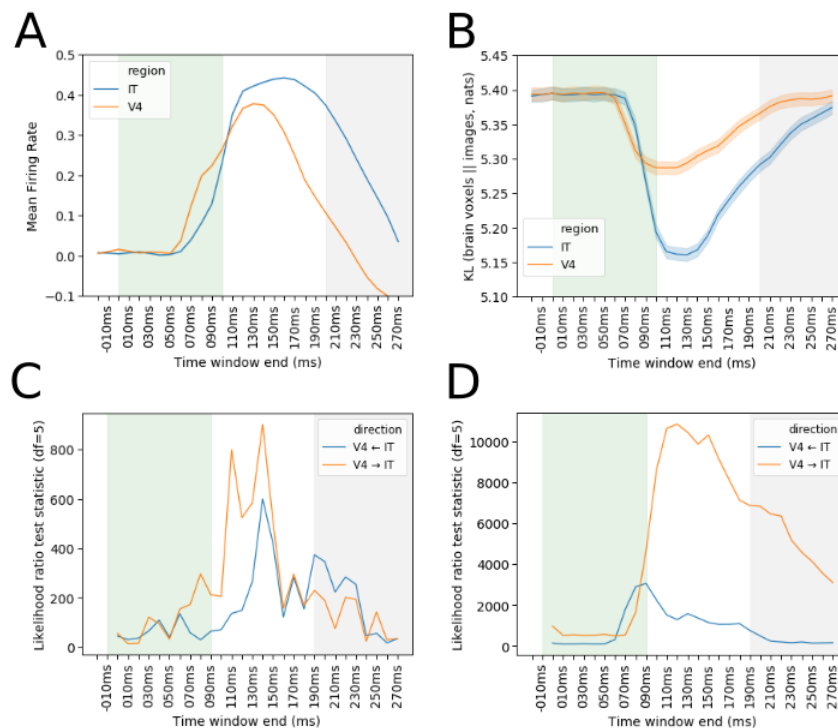 A
Mean Firing Rate
0.5
0.4
0.3
0.2
0.1
0.0
−0.1
region
IT
V4
-010ms
010ms
030ms
050ms
070ms
090ms
110ms
130ms
150ms
170ms
190ms
210ms
230ms
250ms
270ms
Time window end (ms)
B
KL (brain voxels || images, nats)
5.45
5.40
5.35
5.30
5.25
5.20
5.15
5.10
region
IT
V4
-010ms
010ms
030ms
050ms
070ms
090ms
110ms
130ms
150ms
170ms
190ms
210ms
230ms
250ms
270ms
Time window end (ms)
C
Likelihood ratio test statistic (df=5)
800
600
400
200
0
direction
V4 ← IT
V4 → IT
-010ms
010ms
030ms
050ms
070ms
090ms
110ms
130ms
150ms
170ms
190ms
210ms
230ms
250ms
270ms
Time window end (ms)
D
Likelihood ratio test statistic (df=5)
10000
8000
6000
4000
2000
0
direction
V4 ← IT
V4 → IT
-010ms
010ms
030ms
050ms
070ms
090ms
110ms
130ms
150ms
170ms
190ms
210ms
230ms
250ms
270ms
Time window end (ms)